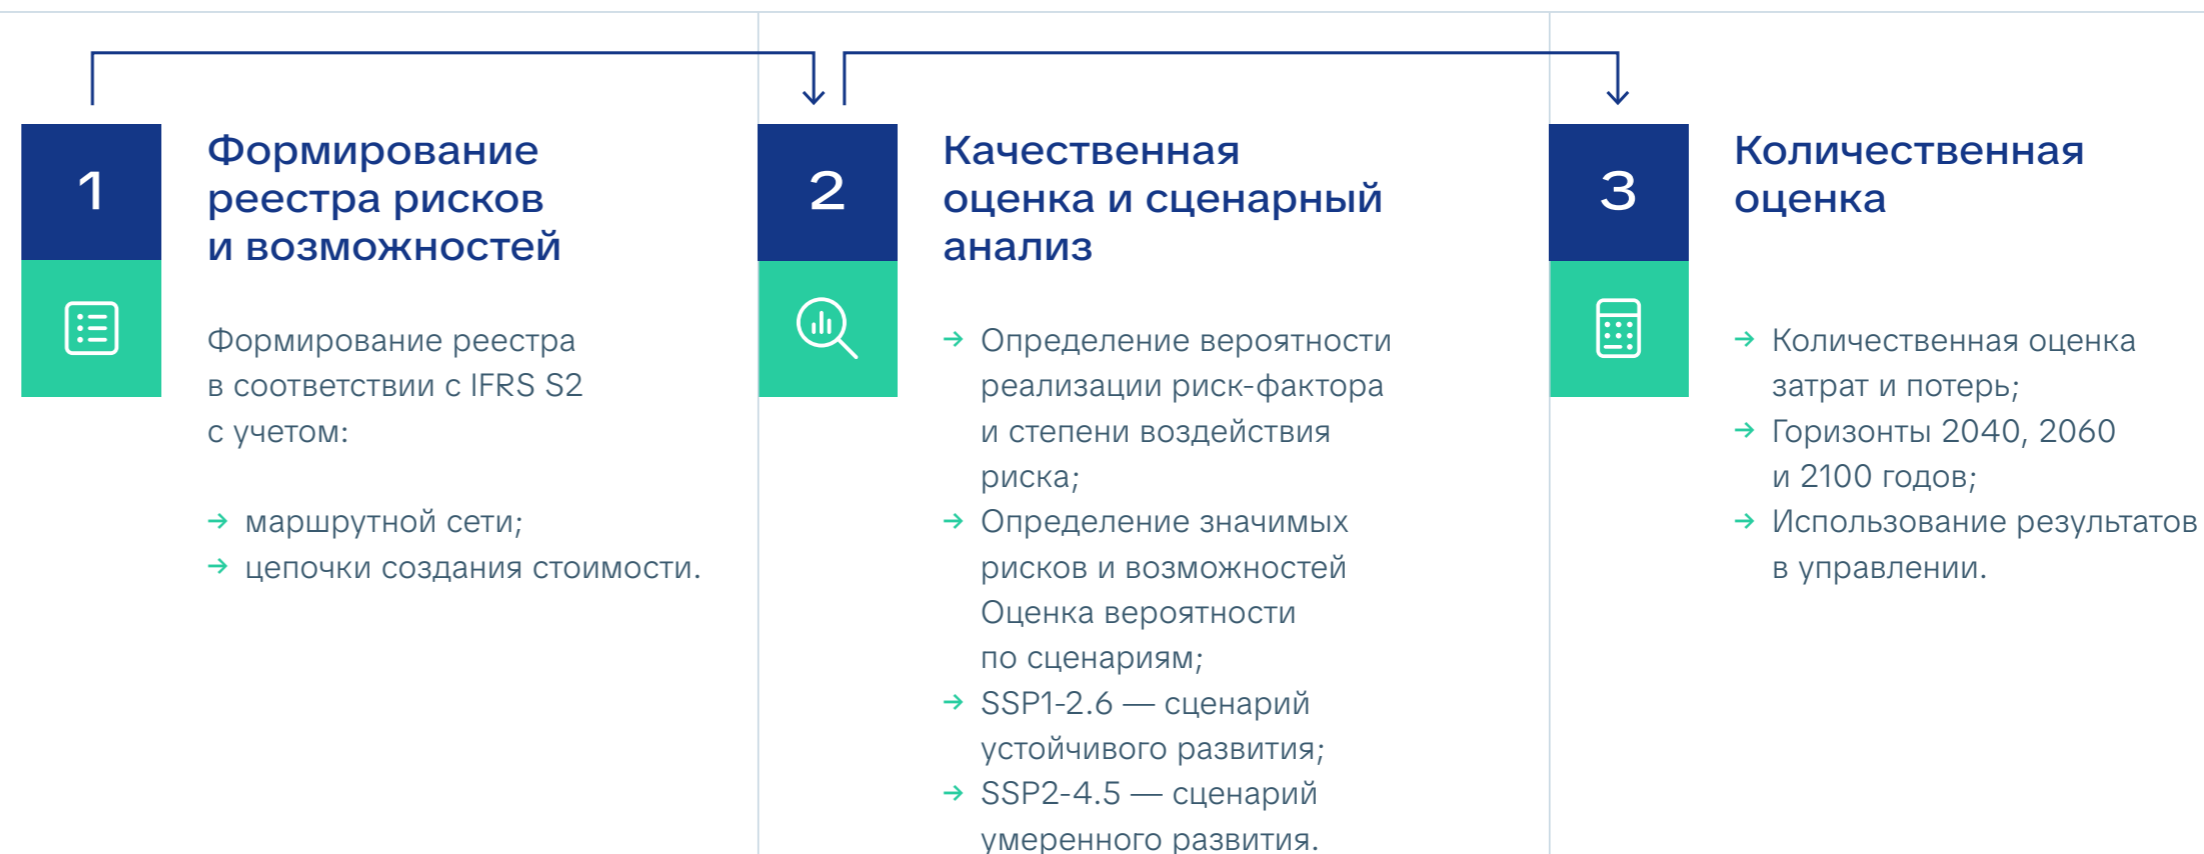 1
Формирование
реестра рисков
и возможностей
Формирование реестра
в соответствии с IFRS S2
с учетом:
→ маршрутной сети;
→ цепочки создания стоимости.
2
Качественная
оценка и сценарный
анализ
→ Определение вероятности
реализации риск-фактора
и степени воздействия
риска;
→ Определение значимых
рисков и возможностей
Оценка вероятности
по сценариям;
→ SSP1-2.6 — сценарий
устойчивого развития;
→ SSP2-4.5 — сценарий
умеренного развития.
3
Количественная
оценка
→ Количественная оценка
затрат и потерь;
→ Горизонты 2040, 2060
и 2100 годов;
→ Использование результатов
в управлении.